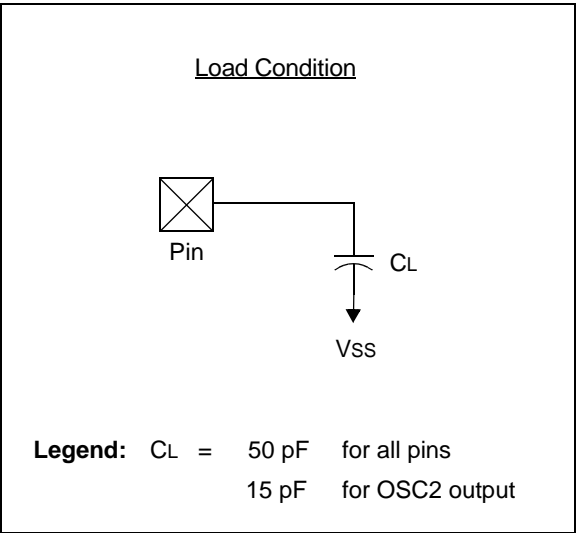 Load Condition
Pin
CL
VSS
Legend: CL = 50 pF for all pins
15 pF for OSC2 output